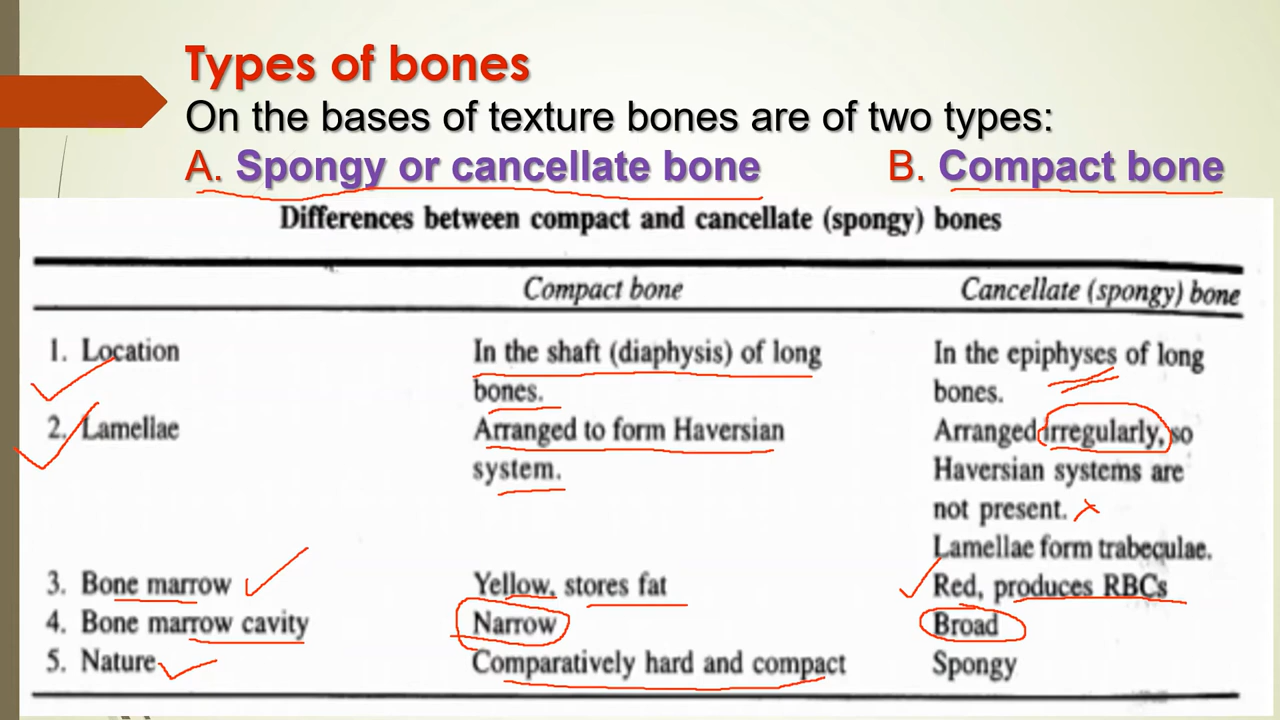 Types of bones
On the bases of texture bones are of two types:
A. Spongy or cancellate bone B. Compact bone
Differences between compact and cancellate (spongy) bones
Compact bone Cancellate (spongy) bone
1. Location In the shaft (diaphysis) of long In the epiphyses of long
bones. bones.
2. Lamellae Arranged to form Haversian Arranged irregularly, so
system. Haversian systems are
not present.
Lamellae form trabeculae.
3. Bone marrow Yellow, stores fat Red, produces RBCs
4. Bone marrow cavity Narrow Broad
5. Nature Comparatively hard and compact Spongy